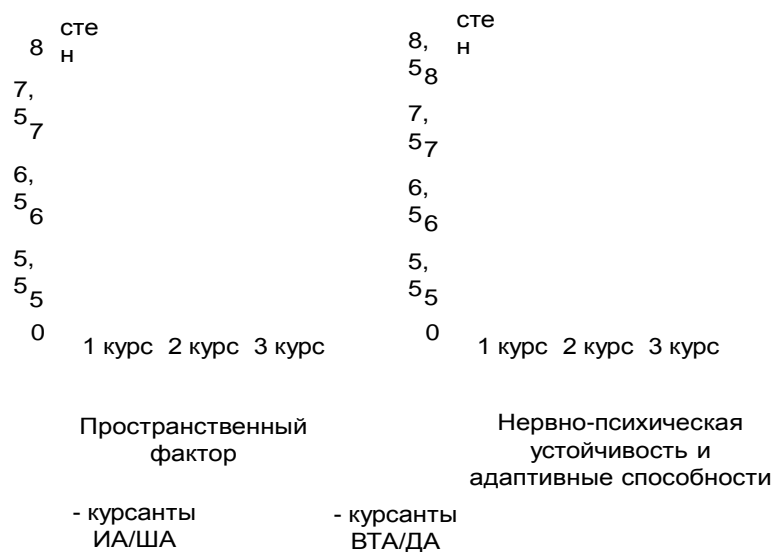 сте
н
8
7,
5
7
6,
5
6
5,
5
5
0
1 курс 2 курс 3 курс
Пространственный
фактор
сте
н
8,
5
8
7,
5
7
6,
5
6
5,
5
5
0
1 курс 2 курс 3 курс
Нервно-психическая
устойчивость и
адаптивные способности
- курсанты
ИА/ША
- курсанты
ВТА/ДА